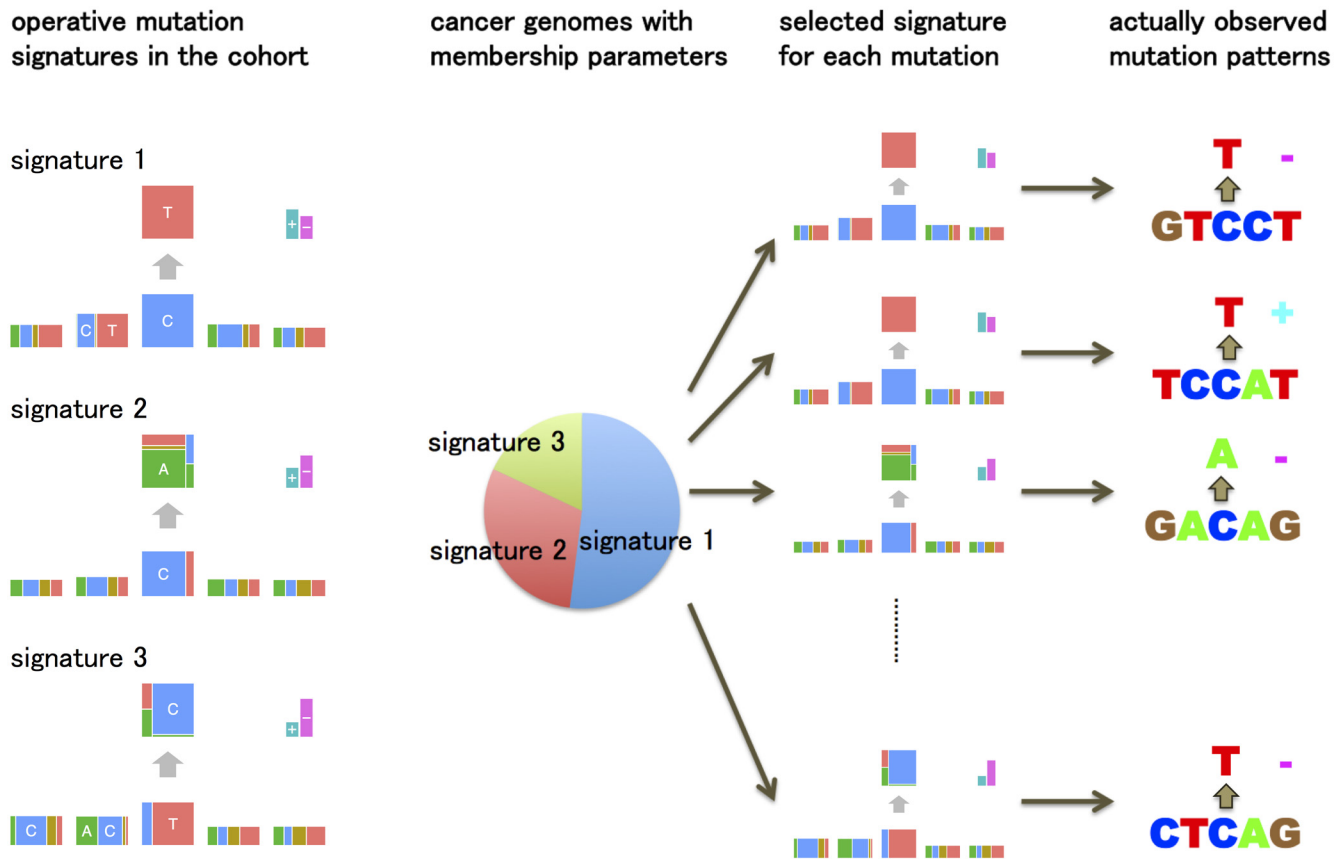 operative mutation
signatures in the cohort
cancer genomes with
membership parameters
selected signature
for each mutation
actually observed
mutation patterns
signature 1
T
+ −
C T
C
signature 2
A
+ −
C
signature 3
C
+ −
C
A C
T
signature 3
signature 2
signature 1
T -
GTCCT
T +
TCCAT
A -
GACAG
T -
CTCAG